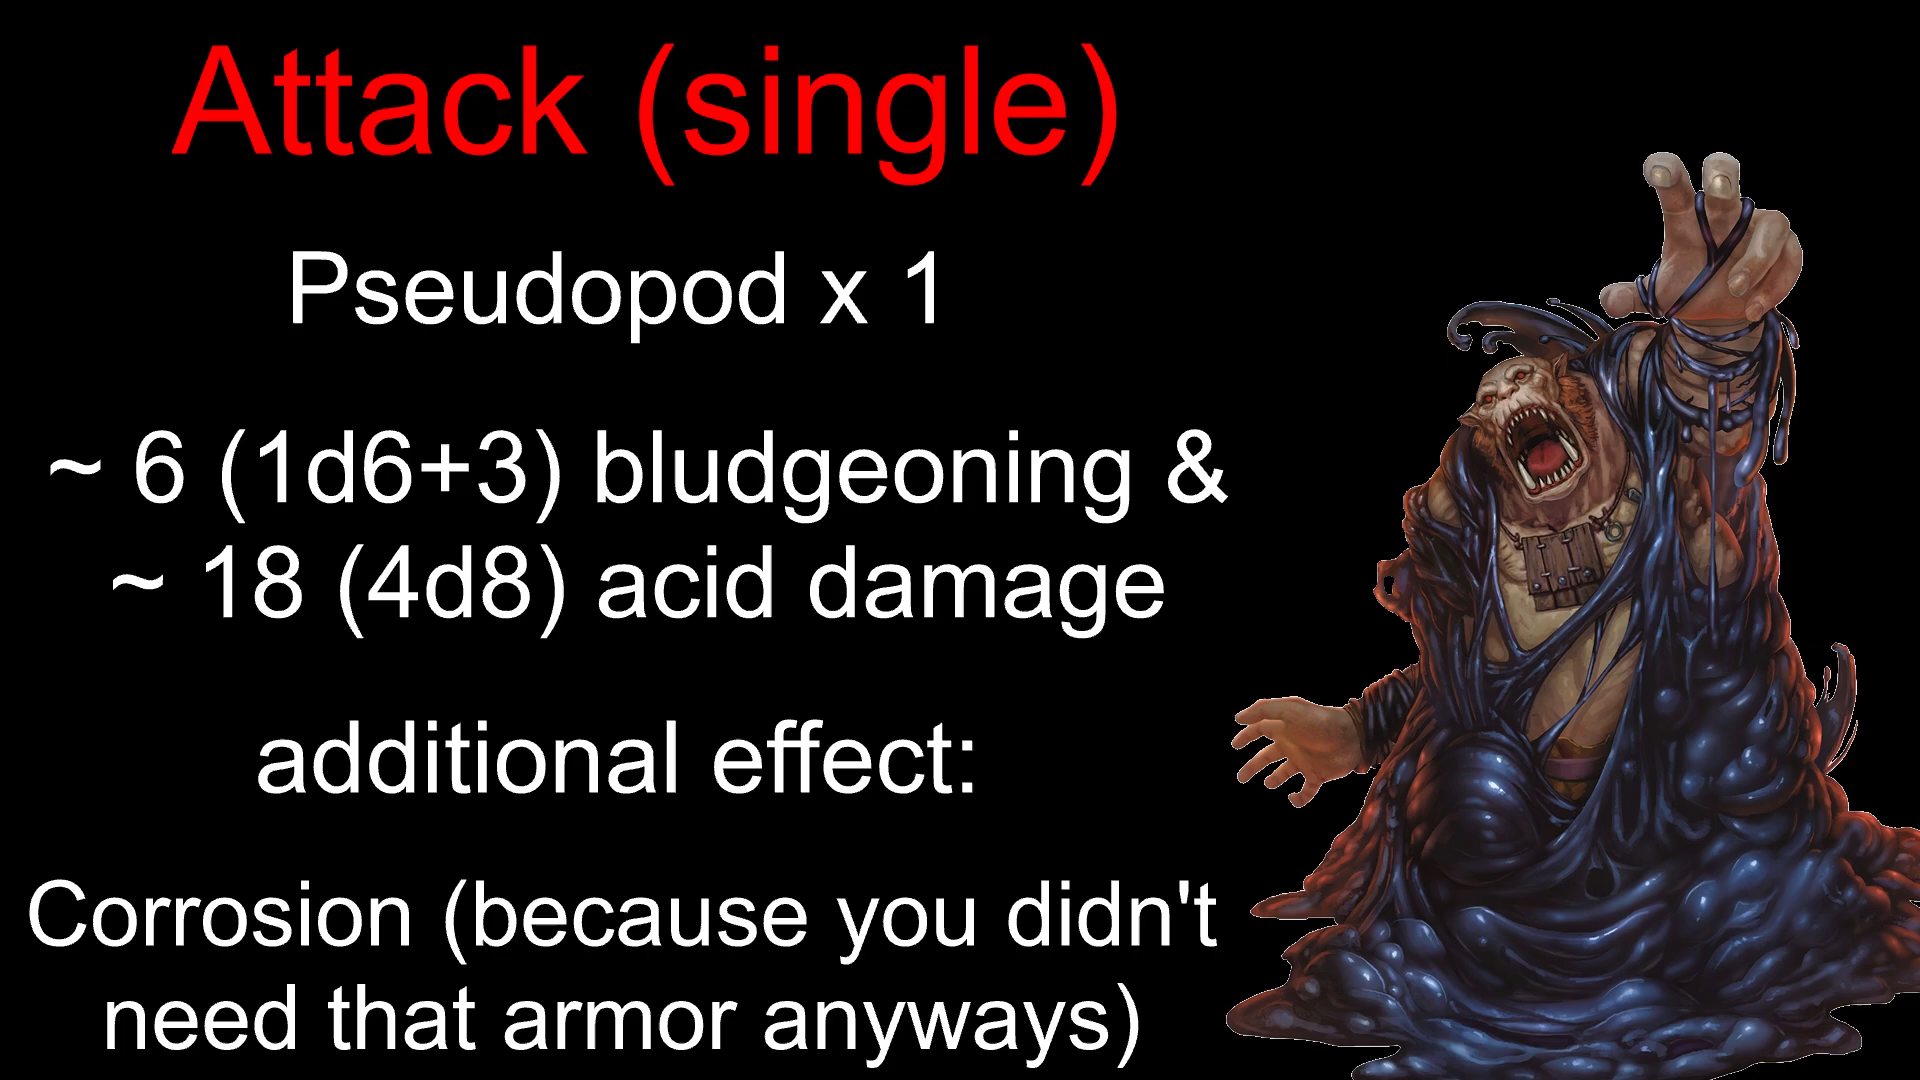 Attack (single)
Pseudopod x 1
~ 6 (1d6+3) bludgeoning &
~ 18 (4d8) acid damage
additional effect:
Corrosion (because you didn't
need that armor anyways)